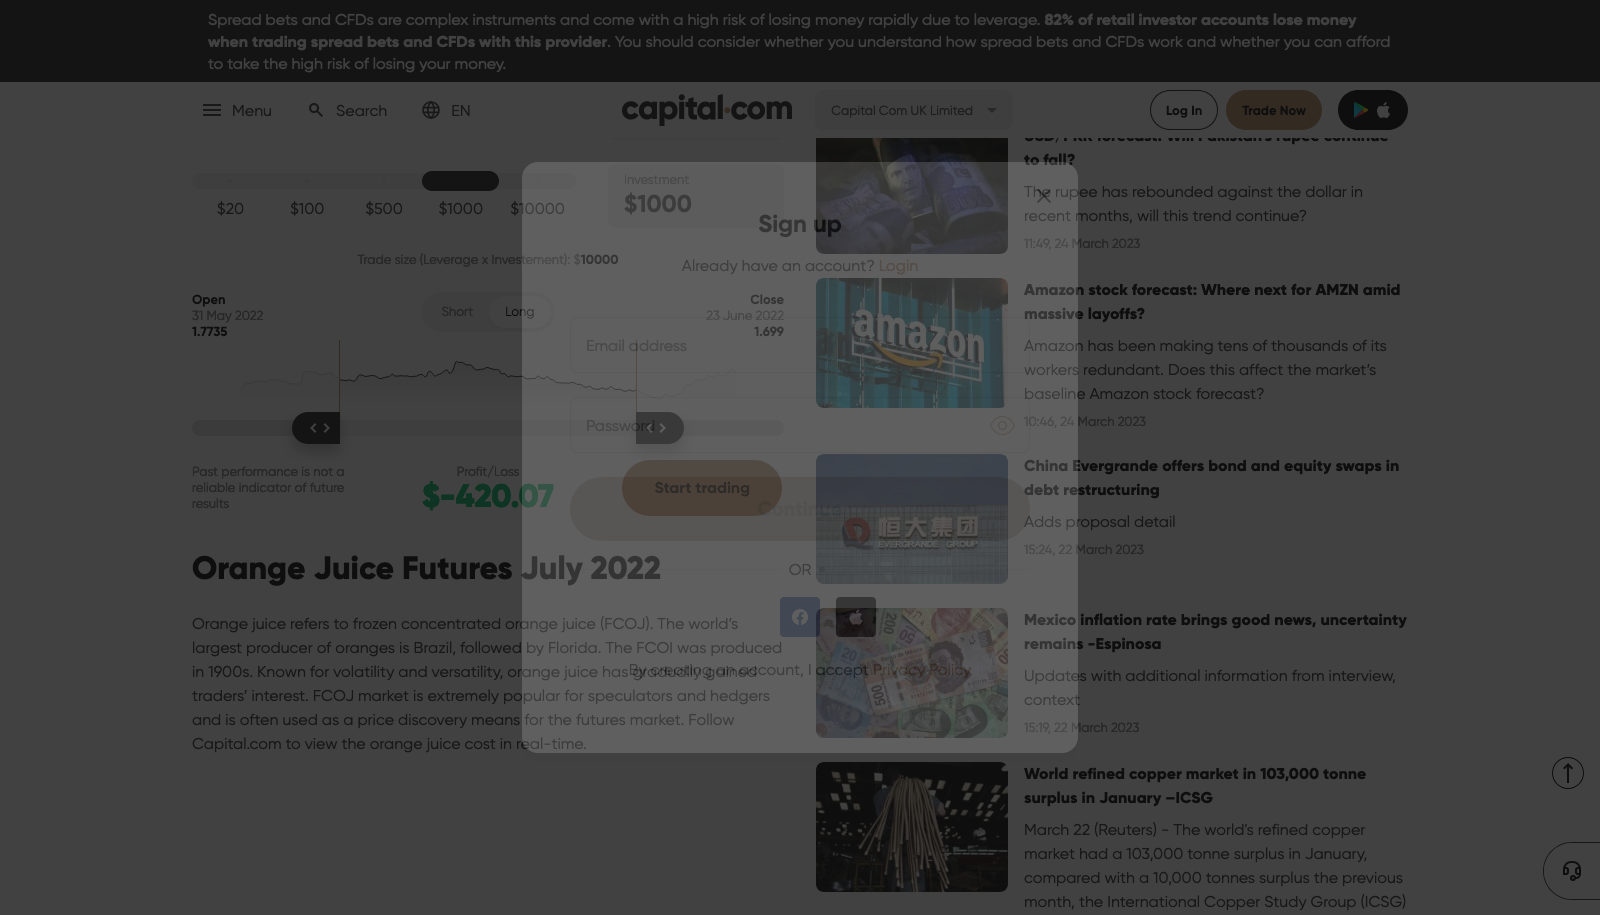 Spread bets and CFDs are complex instruments and come with a high risk of losing money rapidly due to leverage. 82% of retail investor accounts lose money
when trading spread bets and CFDs with this provider. You should consider whether you understand how spread bets and CFDs work and whether you can afford
to take the high risk of losing your money.
Menu
Search
EN
capital.com
Capital Com UK Limited
Log In
Trade Now
$20
$100
$500
$1000
$10000
Investment
$1000
Trade size (Leverage x Investement): $10000
Open
31 May 2022
1.7735
Short
Long
Close
23 June 2022
1.699
Past performance is not a
reliable indicator of future
results
Profit/Loss
$-420.07
Start trading
Orange Juice Futures July 2022
Orange juice refers to frozen concentrated orange juice (FCOJ). The world's
largest producer of oranges is Brazil, followed by Florida. The FCOI was produced
in 1900s. Known for volatility and versatility, orange juice has gradually gained
traders' interest. FCOJ market is extremely popular for speculators and hedgers
and is often used as a price discovery means for the futures market. Follow
Capital.com to view the orange juice cost in real-time.
Sign up
Already have an account? Login
Email address
Password
Continue
OR
By creating an account, I accept Privacy Policy
USD/PKR forecast: Will Pakistan's rupee continue
to fall?
The rupee has rebounded against the dollar in
recent months, will this trend continue?
11:49, 24 March 2023
amazon
Amazon stock forecast: Where next for AMZN amid
massive layoffs?
Amazon has been making tens of thousands of its
workers redundant. Does this affect the market's
baseline Amazon stock forecast?
10:46, 24 March 2023
恒大集团
EVERGRANDE GROUP
China Evergrande offers bond and equity swaps in
debt restructuring
Adds proposal detail
15:24, 22 March 2023
Mexico inflation rate brings good news, uncertainty
remains -Espinosa
Updates with additional information from interview,
context
15:19, 22 March 2023
World refined copper market in 103,000 tonne
surplus in January –ICSG
March 22 (Reuters) - The world's refined copper
market had a 103,000 tonne surplus in January,
compared with a 10,000 tonnes surplus the previous
month, the International Copper Study Group (ICSG)